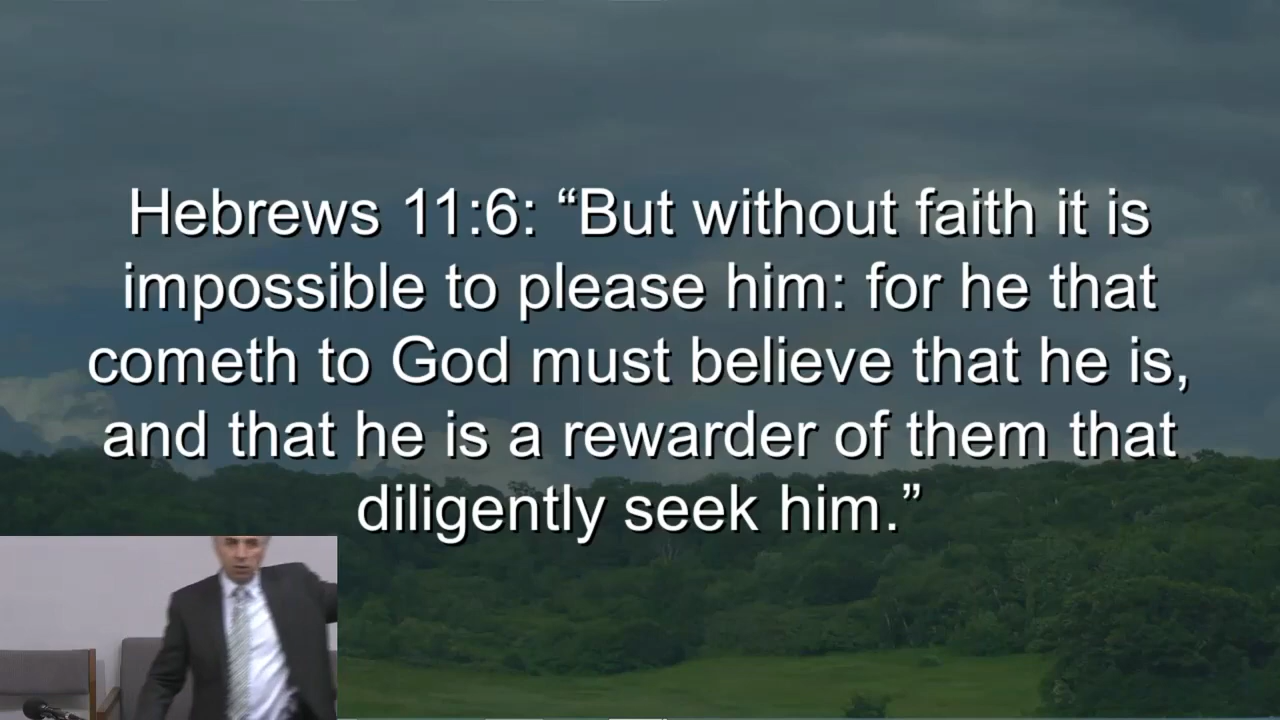 Hebrews 11:6: “But without faith it is
impossible to please him: for he that
cometh to God must believe that he is,
and that he is a rewarder of them that
diligently seek him.”